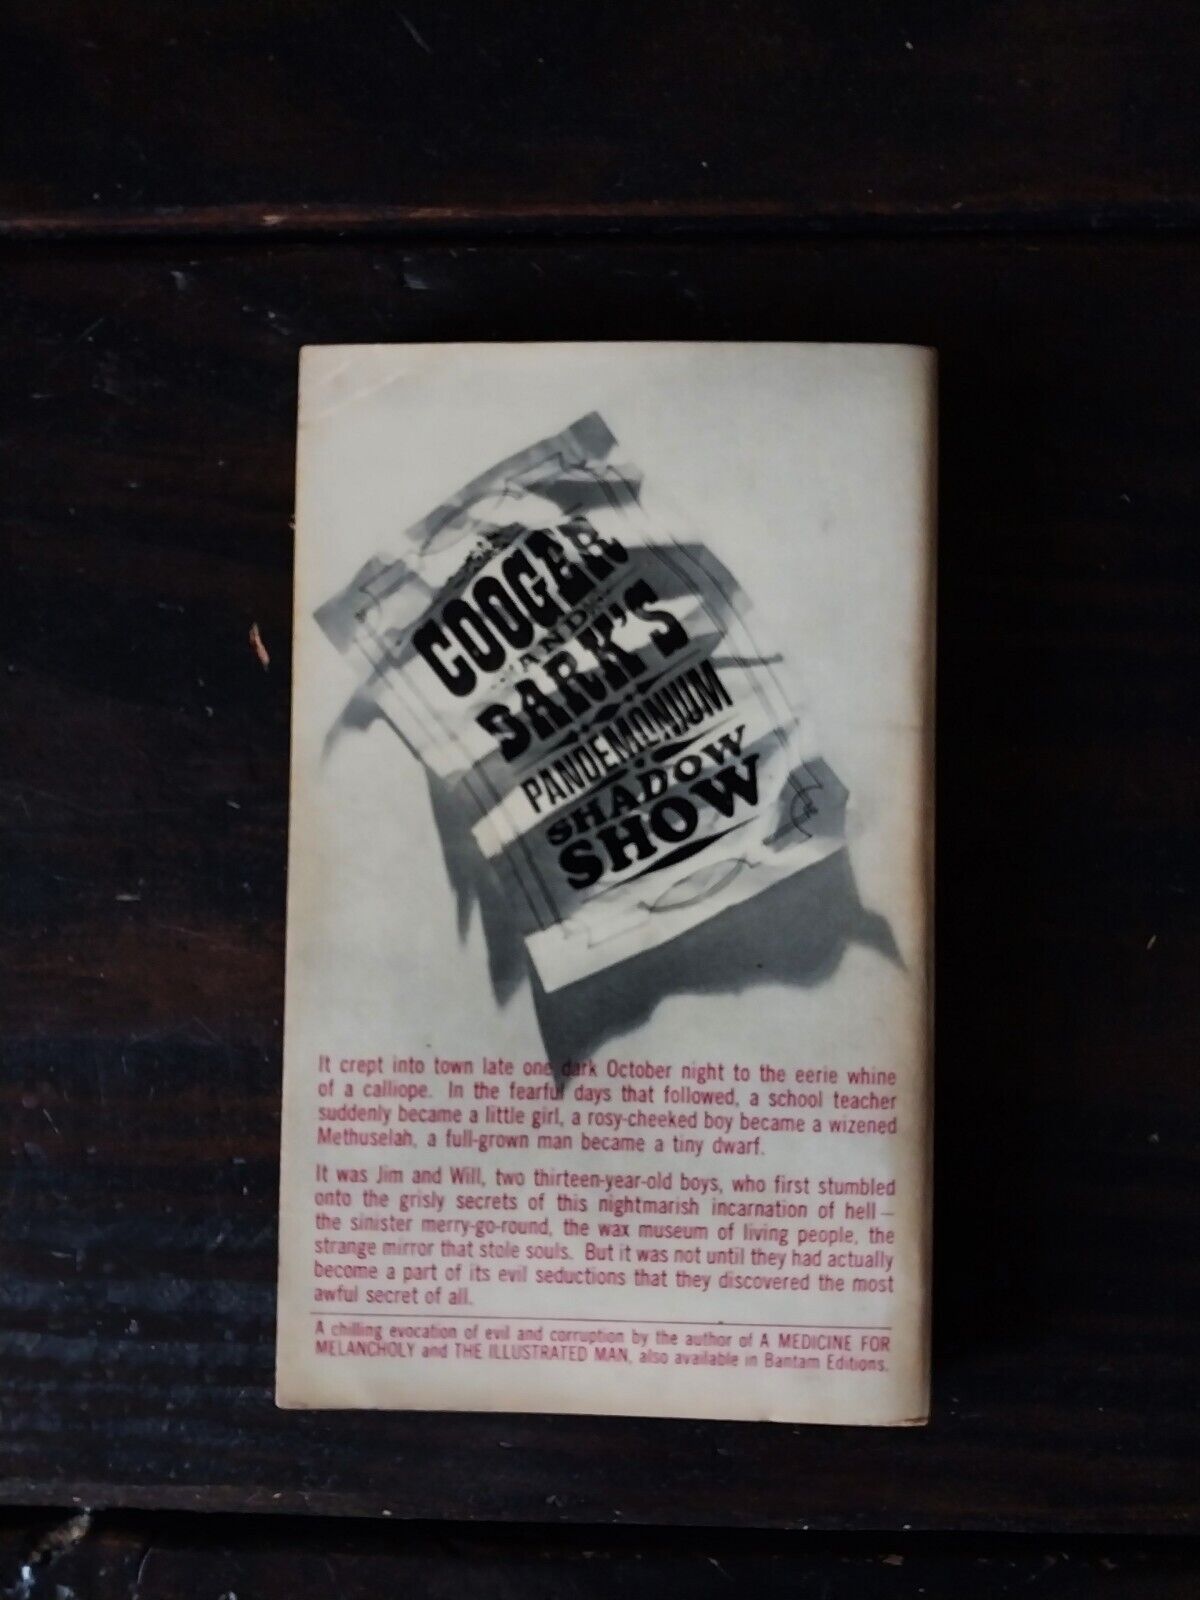 COOGER
AND
DARK'S
PANDEMONIUM
SHADOW
SHOW
It crept into town late one dark October night to the eerie whine
of a calliope. In the fearful days that followed, a school teacher
suddenly became a little girl, a rosy-cheeked boy became a wizened
Methuselah, a full-grown man became a tiny dwarf.
It was Jim and Will, two thirteen-year-old boys, who first stumbled
onto the grisly secrets of this nightmarish incarnation of hell—
the sinister merry-go-round, the wax museum of living people, the
strange mirror that stole souls. But it was not until they had actually
become a part of its evil seductions that they discovered the most
awful secret of all.
A chilling evocation of evil and corruption by the author of A MEDICINE FOR
MELANCHOLY and THE ILLUSTRATED MAN, also available in Bantam Editions.